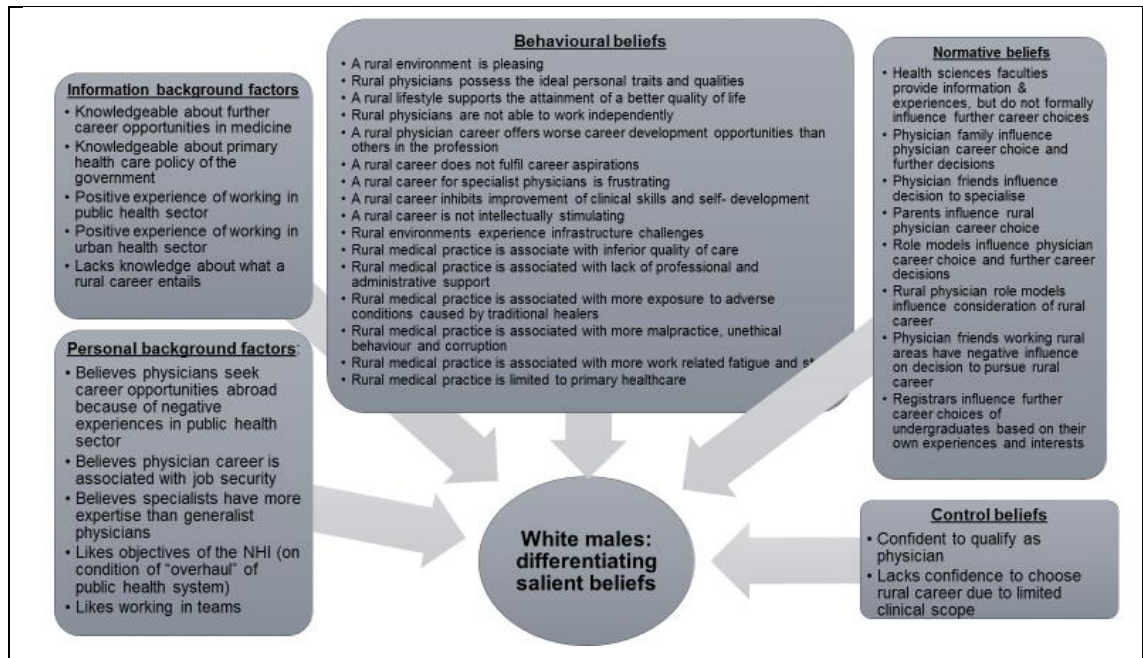 Information background factors
• Knowledgeable about further
career opportunities in medicine
• Knowledgeable about primary
health care policy of the
government
• Positive experience of working in
public health sector
• Positive experience of working in
urban health sector
• Lacks knowledge about what a
rural career entails
Personal background factors:
• Believes physicians seek
career opportunities abroad
because of negative
experiences in public health
sector
• Believes physician career is
associated with job security
• Believes specialists have more
expertise than generalist
physicians
• Likes objectives of the NHI (on
condition of “overhaul” of
public health system)
• Likes working in teams
Behavioural beliefs
• A rural environment is pleasing
• Rural physicians possess the ideal personal traits and qualities
• A rural lifestyle supports the attainment of a better quality of life
• Rural physicians are not able to work independently
• A rural physician career offers worse career development opportunities than
others in the profession
• A rural career does not fulfil career aspirations
• A rural career for specialist physicians is frustrating
• A rural career inhibits improvement of clinical skills and self- development
• A rural career is not intellectually stimulating
• Rural environments experience infrastructure challenges
• Rural medical practice is associate with inferior quality of care
• Rural medical practice is associated with lack of professional and
administrative support
• Rural medical practice is associated with more exposure to adverse
conditions caused by traditional healers
• Rural medical practice is associated with more malpractice, unethical
behaviour and corruption
• Rural medical practice is associated with more work related fatigue and st
• Rural medical practice is limited to primary healthcare
Normative beliefs
• Health sciences faculties
provide information &
experiences, but do not formally
influence further career choices
• Physician family influence
physician career choice and
further decisions
• Physician friends influence
decision to specialise
• Parents influence rural
physician career choice
• Role models influence physician
career choice and further career
decisions
• Rural physician role models
influence consideration of rural
career
• Physician friends working rural
areas have negative influence
on decision to pursue rural
career
• Registrars influence further
career choices of
undergraduates based on their
own experiences and interests
Control beliefs
• Confident to qualify as
physician
• Lacks confidence to choose
rural career due to limited
clinical scope
White males:
differentiating
salient beliefs